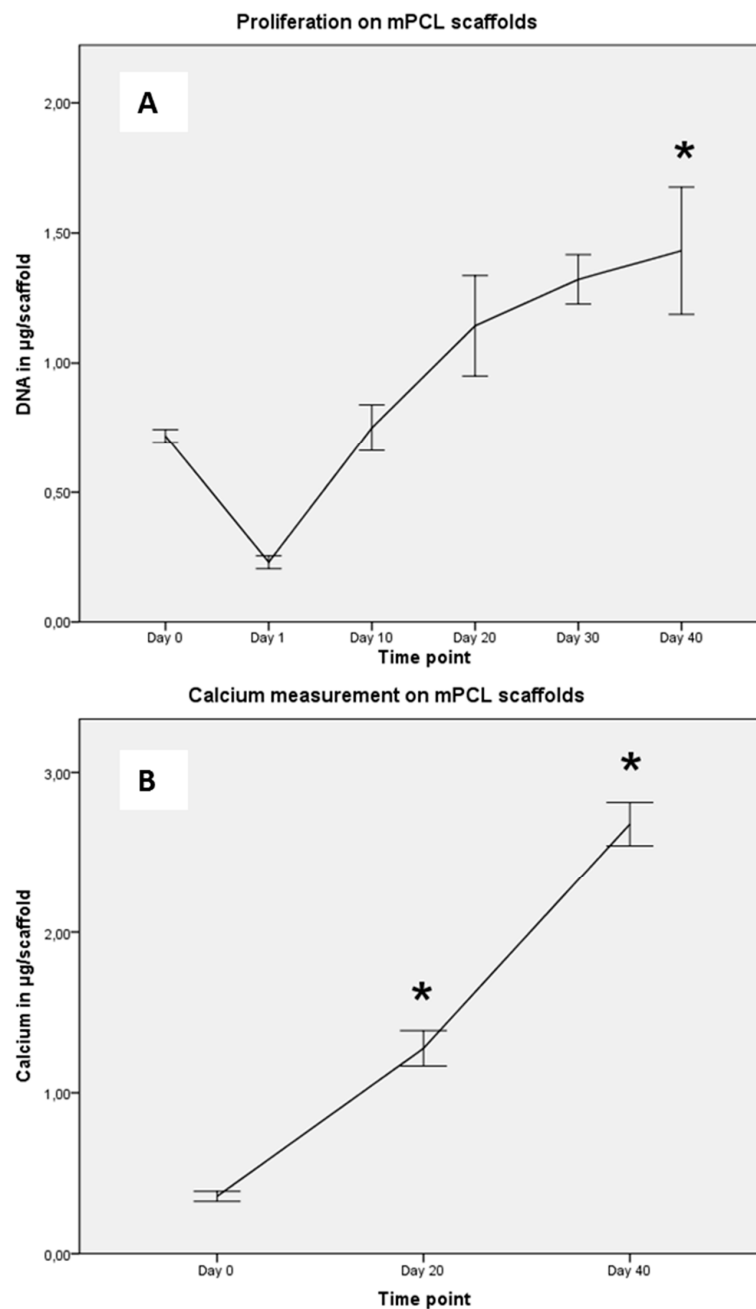 Proliferation on mPCL scaffolds
A
*
2,00
1,50
1,00
0,50
0,00
DNA in µg/scaffold
Day 0 Day 1 Day 10 Day 20 Day 30 Day 40
Time point
Calcium measurement on mPCL scaffolds
B
*
*
3,00
2,00
1,00
0,00
Calcium in µg/scaffold
Day 0 Day 20 Day 40
Time point